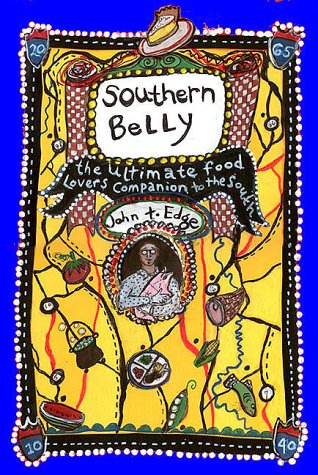 20
65
Southern
Belly
the ultimate food
Lovers Companion to the South
John t. Edge
10
40